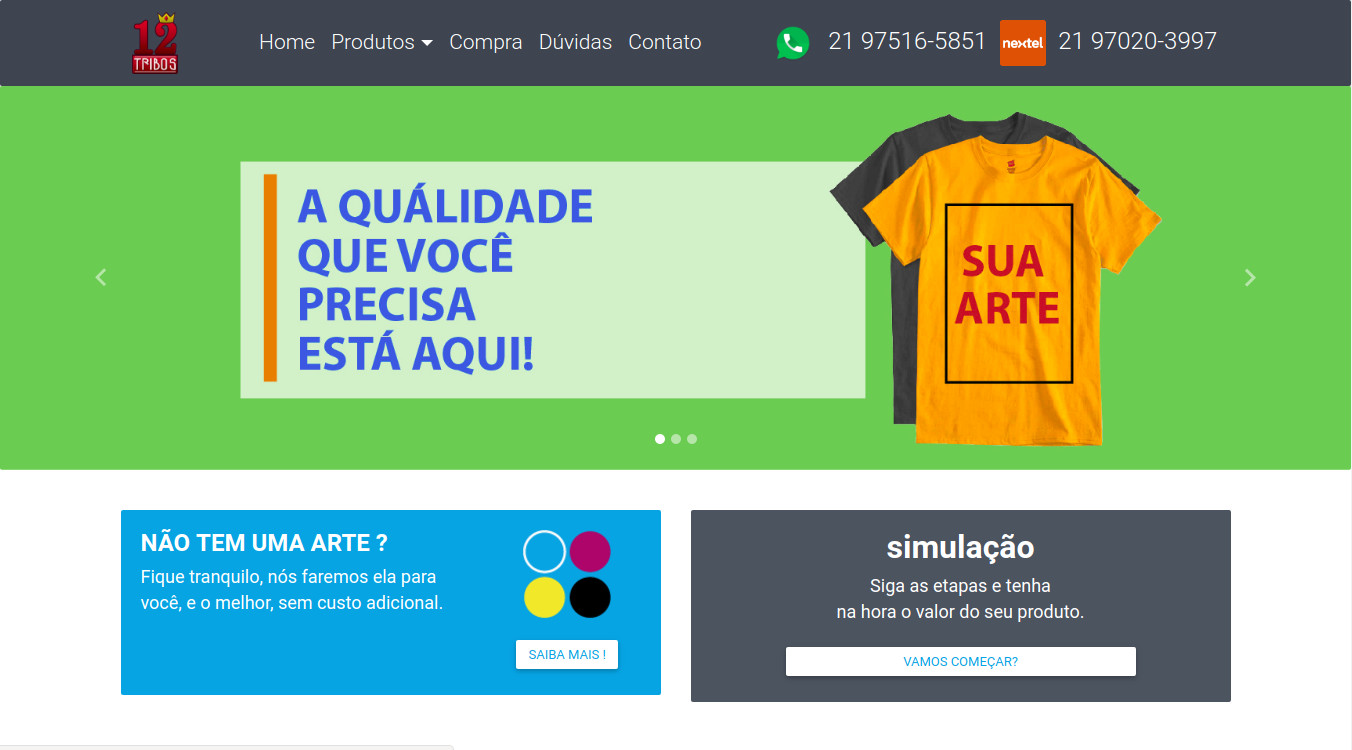 12
TRIBOS
Home Produtos Compra Dúvidas Contato
21 97516-5851
nextel
21 97020-3997
A QUÁLIDADE
QUE VOCÊ
PRECISA
ESTÁ AQUI!
SUA
ARTE
NÃO TEM UMA ARTE ?
Fique tranquilo, nós faremos ela para
você, e o melhor, sem custo adicional.
SAIBA MAIS !
simulação
Siga as etapas e tenha
na hora o valor do seu produto.
VAMOS COMEÇAR?